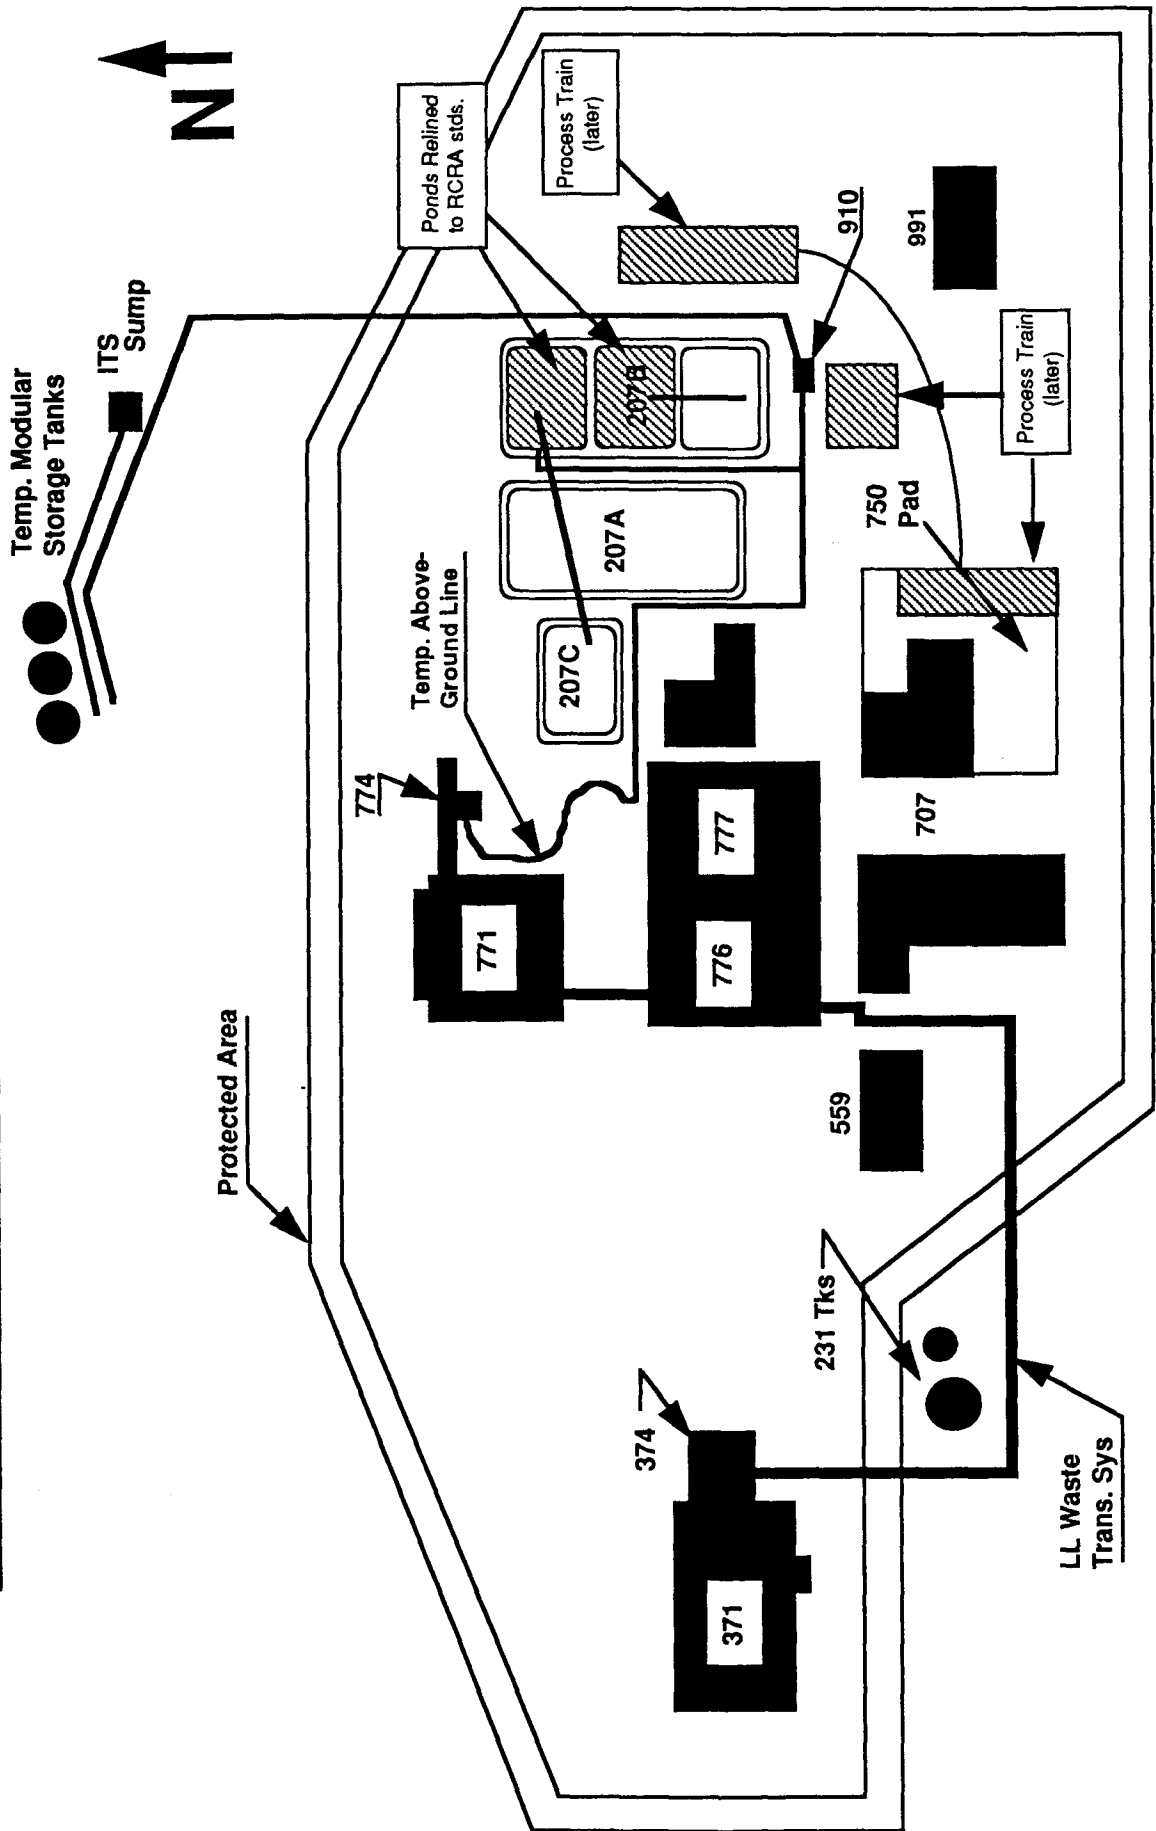 Temp. Modular
Storage Tanks
ITS
Sump
N
Protected Area
Ponds Relined
to RCRA stds.
Process Train
(later)
774
Temp. Above-
Ground Line
771
207C
207A
207B
910
991
374
371
776
777
559
707
750
Pad
Process Train
(later)
231 Tks
LL Waste
Trans. Sys